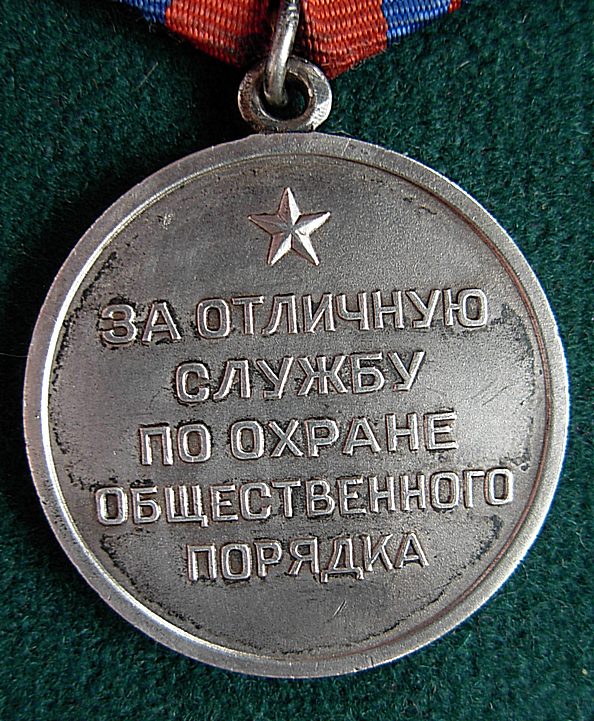 ЗА ОТЛИЧНУЮ
СЛУЖБУ
ПО ОХРАНЕ
ОБЩЕСТВЕННОГО
ПОРЯДКА